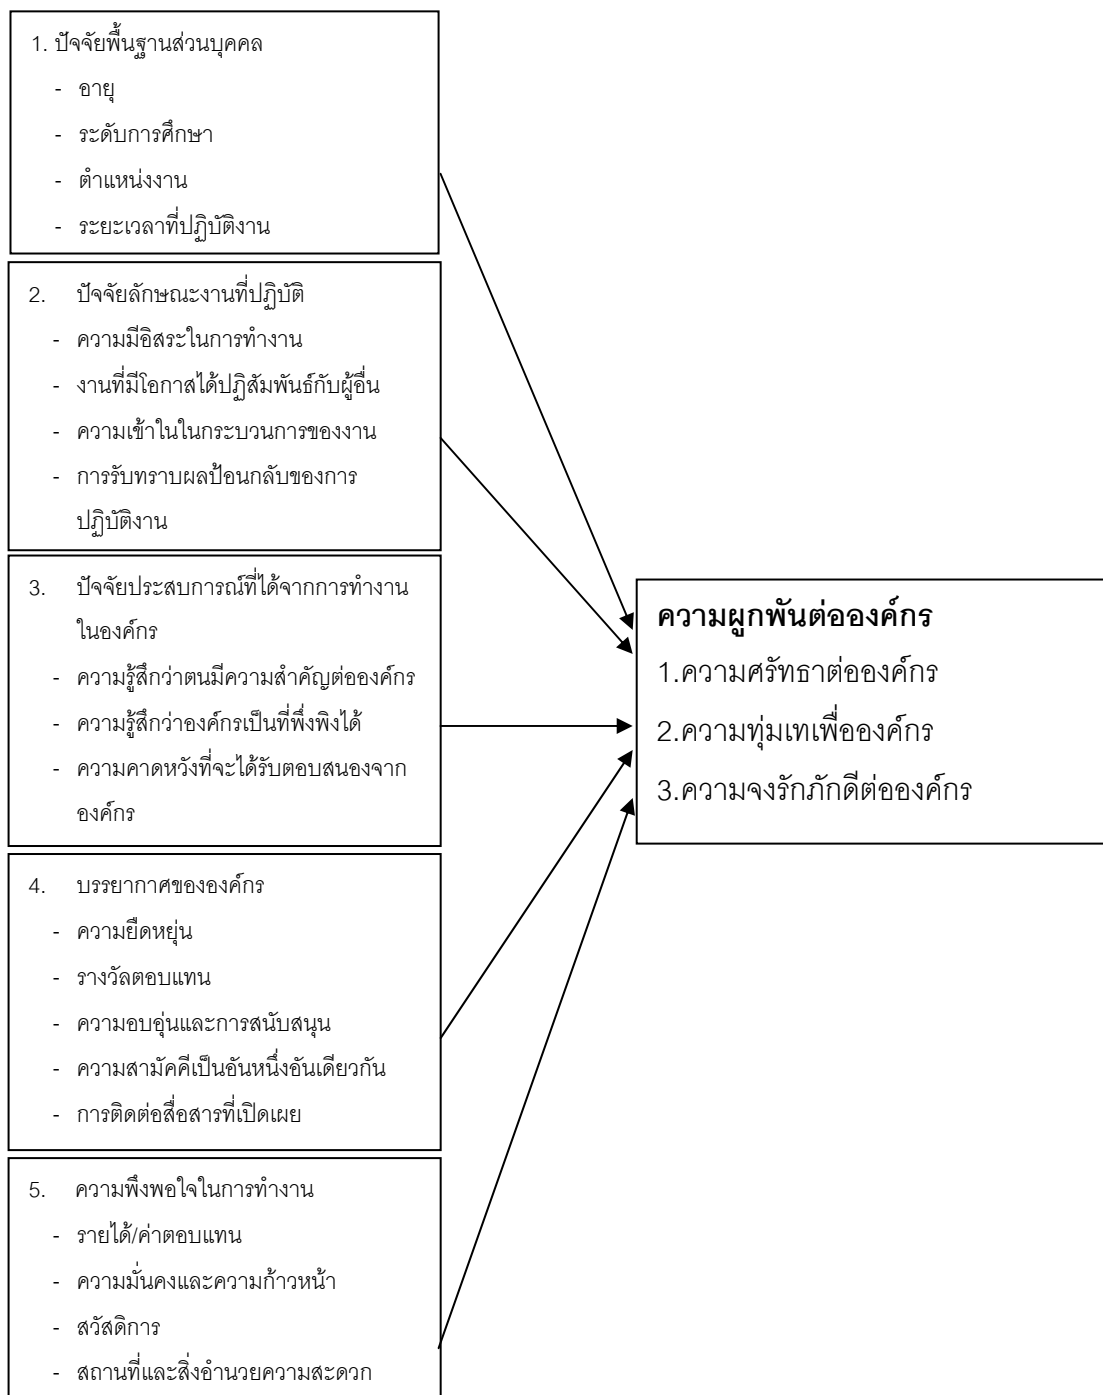 1. ปัจจัยพื้นฐานส่วนบุคคล
- อายุ
- ระดับการศึกษา
- ตำแหน่งงาน
- ระยะเวลาที่ปฏิบัติงาน
2. ปัจจัยลักษณะงานที่ปฏิบัติ
- ความมีอิสระในการทำงาน
- งานที่มีโอกาสได้ปฏิสัมพันธ์กับผู้อื่น
- ความเข้าในในกระบวนการของงาน
- การรับทราบผลป้อนกลับของการ
ปฏิบัติงาน
3. ปัจจัยประสบการณ์ที่ได้จากการทำงาน
ในองค์กร
- ความรู้สึกว่าตนมีความสำคัญต่อองค์กร
- ความรู้สึกว่าองค์กรเป็นที่พึ่งพิงได้
- ความคาดหวังที่จะได้รับตอบสนองจาก
องค์กร
4. บรรยากาศขององค์กร
- ความยืดหยุ่น
- รางวัลตอบแทน
- ความอบอุ่นและการสนับสนุน
- ความสามัคคีเป็นอันหนึ่งอันเดียวกัน
- การติดต่อสื่อสารที่เปิดเผย
5. ความพึงพอใจในการทำงาน
- รายได้/ค่าตอบแทน
- ความมั่นคงและความก้าวหน้า
- สวัสดิการ
- สถานที่และสิ่งอำนวยความสะดวก
ความผูกพันต่อองค์กร
1.ความศรัทธาต่อองค์กร
2.ความทุ่มเทเพื่อองค์กร
3.ความจงรักภักดีต่อองค์กร